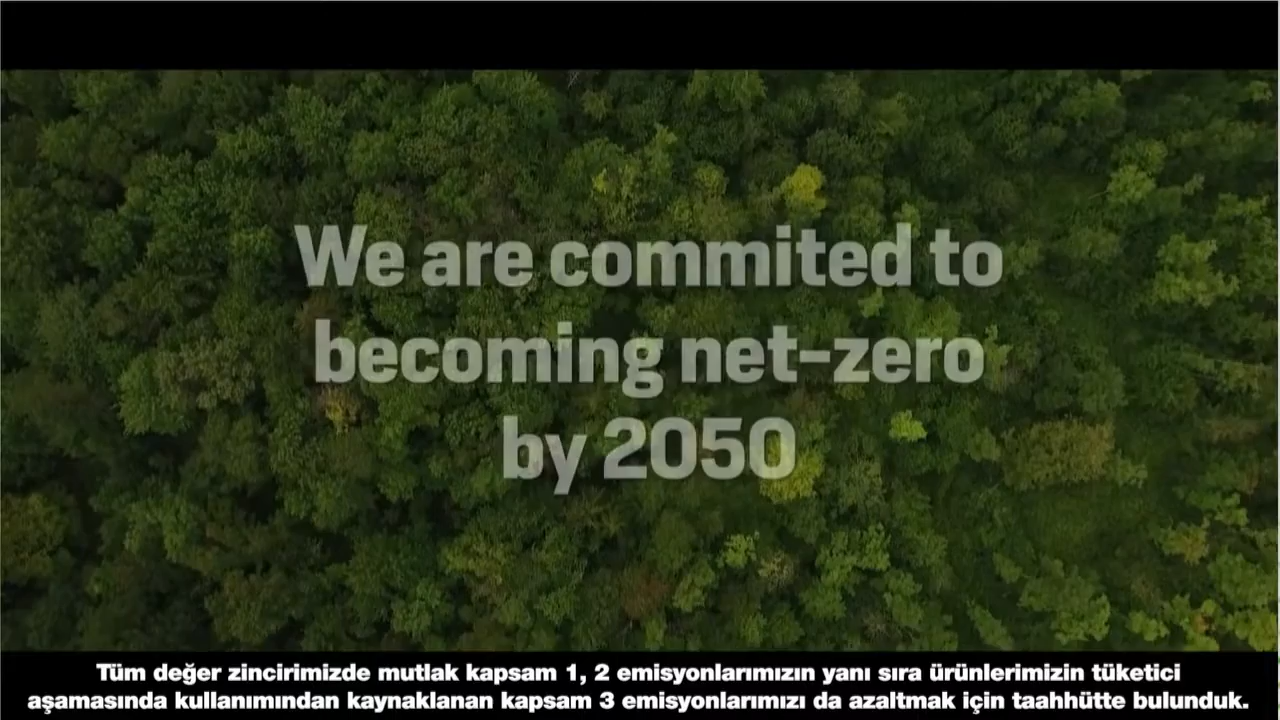 We are commited to
becoming net-zero
by 2050
Tüm değer zincirimizde mutlak kapsam 1, 2 emisyonlarımızın yanı sıra ürünlerimizin tüketici
aşamasında kullanımından kaynaklanan kapsam 3 emisyonlarımızı da azaltmak için taahhütte bulunduk.